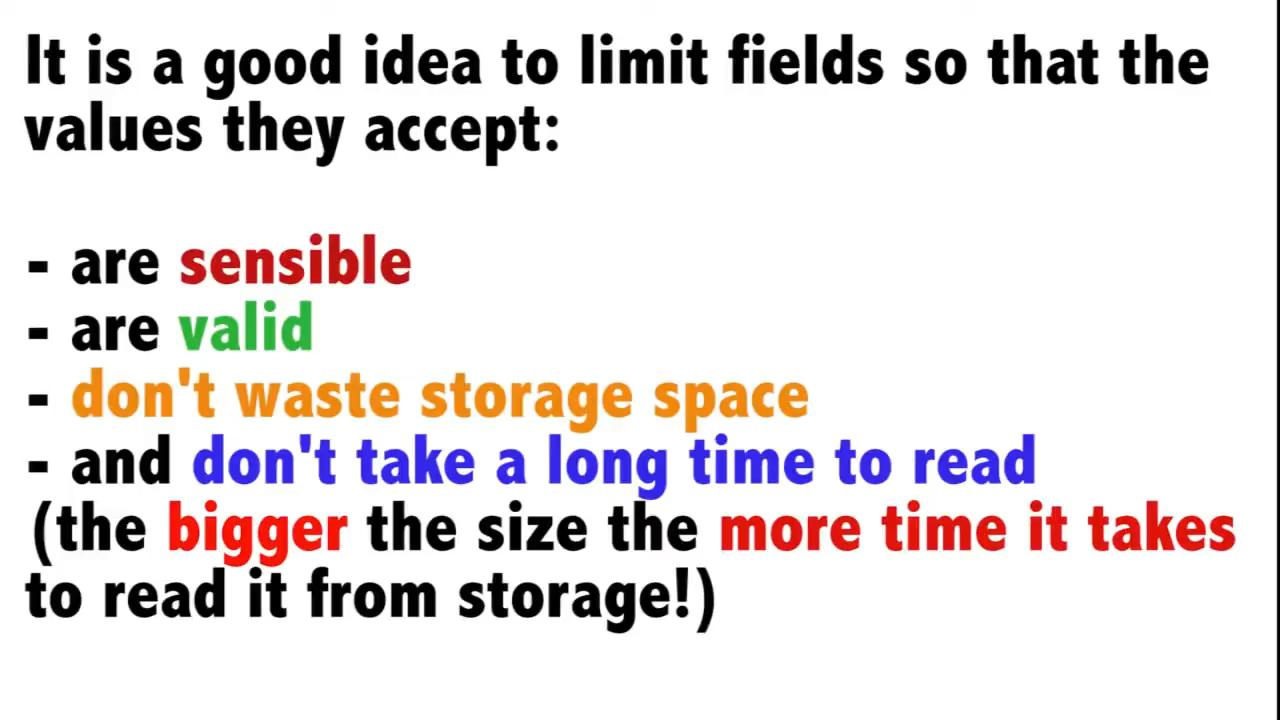 It is a good idea to limit fields so that the
values they accept:
- are sensible
- are valid
- don't waste storage space
- and don't take a long time to read
(the bigger the size the more time it takes
to read it from storage!)